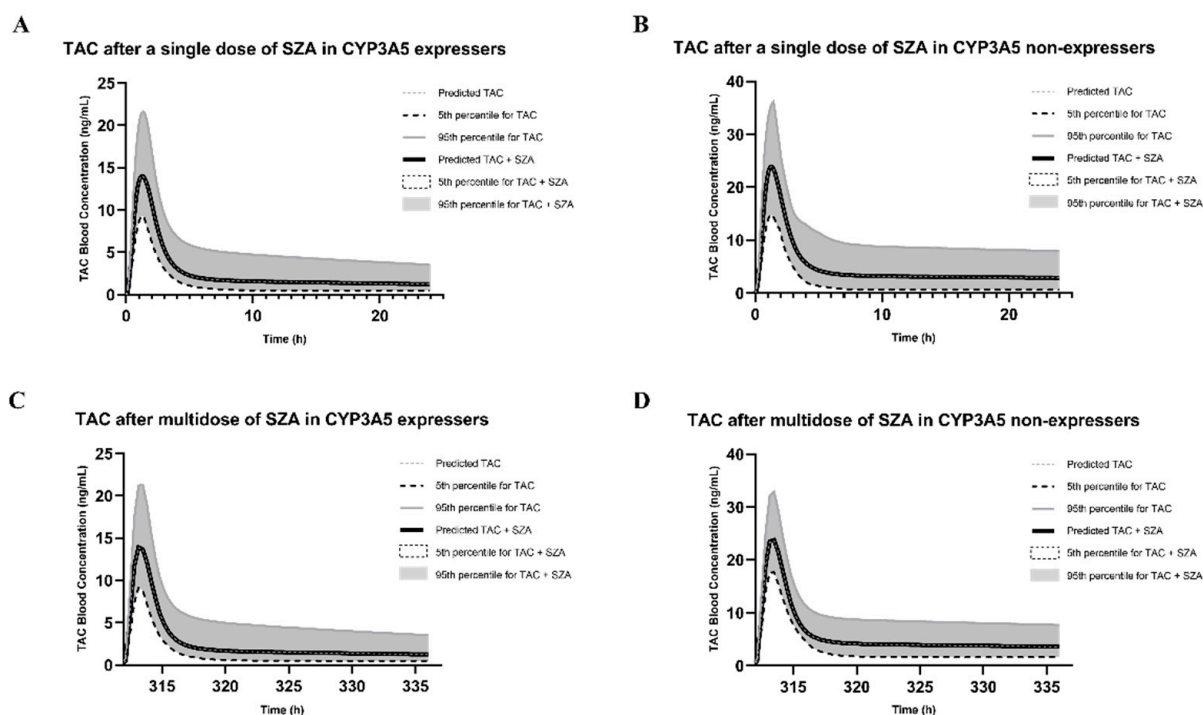 A
TAC after a single dose of SZA in CYP3A5 expressers
TAC Blood Concentration (ng/mL)
25
20
15
10
5
0
0
10
20
Time (h)
Predicted TAC
5th percentile for TAC
95th percentile for TAC
Predicted TAC + SZA
5th percentile for TAC + SZA
95th percentile for TAC + SZA
B
TAC after a single dose of SZA in CYP3A5 non-expressers
TAC Blood Concentration (ng/mL)
40
30
20
10
0
0
10
20
Time (h)
Predicted TAC
5th percentile for TAC
95th percentile for TAC
Predicted TAC + SZA
5th percentile for TAC + SZA
95th percentile for TAC + SZA
C
TAC after multidose of SZA in CYP3A5 expressers
TAC Blood Concentration (ng/mL)
25
20
15
10
5
0
315
320
325
330
335
Time (h)
Predicted TAC
5th percentile for TAC
95th percentile for TAC
Predicted TAC + SZA
5th percentile for TAC + SZA
95th percentile for TAC + SZA
D
TAC after multidose of SZA in CYP3A5 non-expressers
TAC Blood Concentration (ng/mL)
40
30
20
10
0
315
320
325
330
335
Time (h)
Predicted TAC
5th percentile for TAC
95th percentile for TAC
Predicted TAC + SZA
5th percentile for TAC + SZA
95th percentile for TAC + SZA